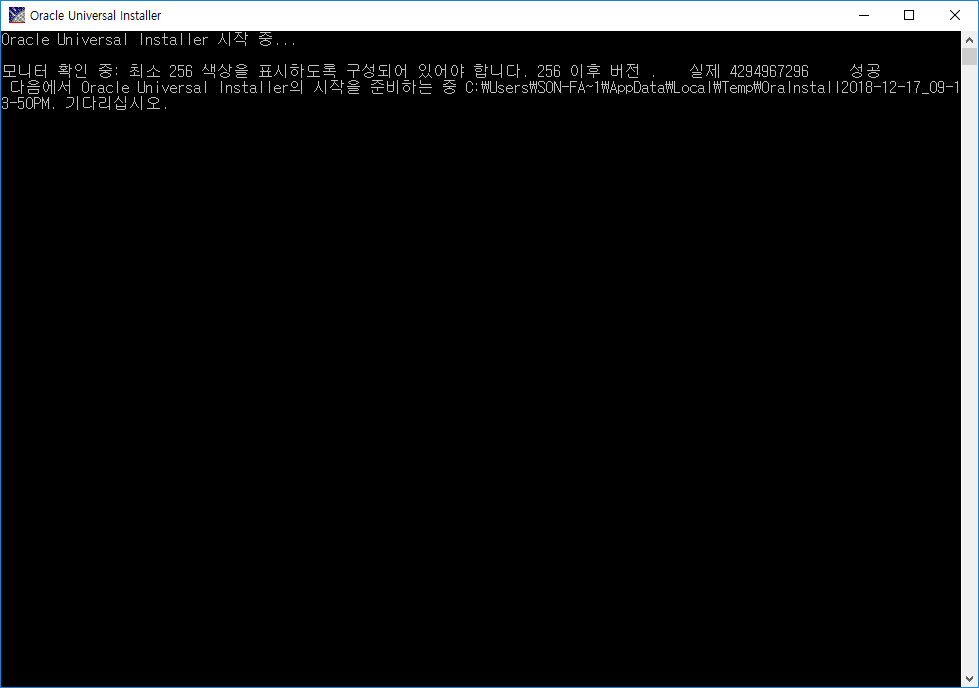 Oracle Universal Installer
Oracle Universal Installer 시작 중...
모니터 확인 중: 최소 256 색상을 표시하도록 구성되어 있어야 합니다. 256 이후 버전 .    실제 4294967296     성공
다음에서 Oracle Universal Installer의 시작을 준비하는 중 C:\Users\SON-FA~1\AppData\Local\Temp\OraInstall2018-12-17_09-1
3-50PM. 기다리십시오.